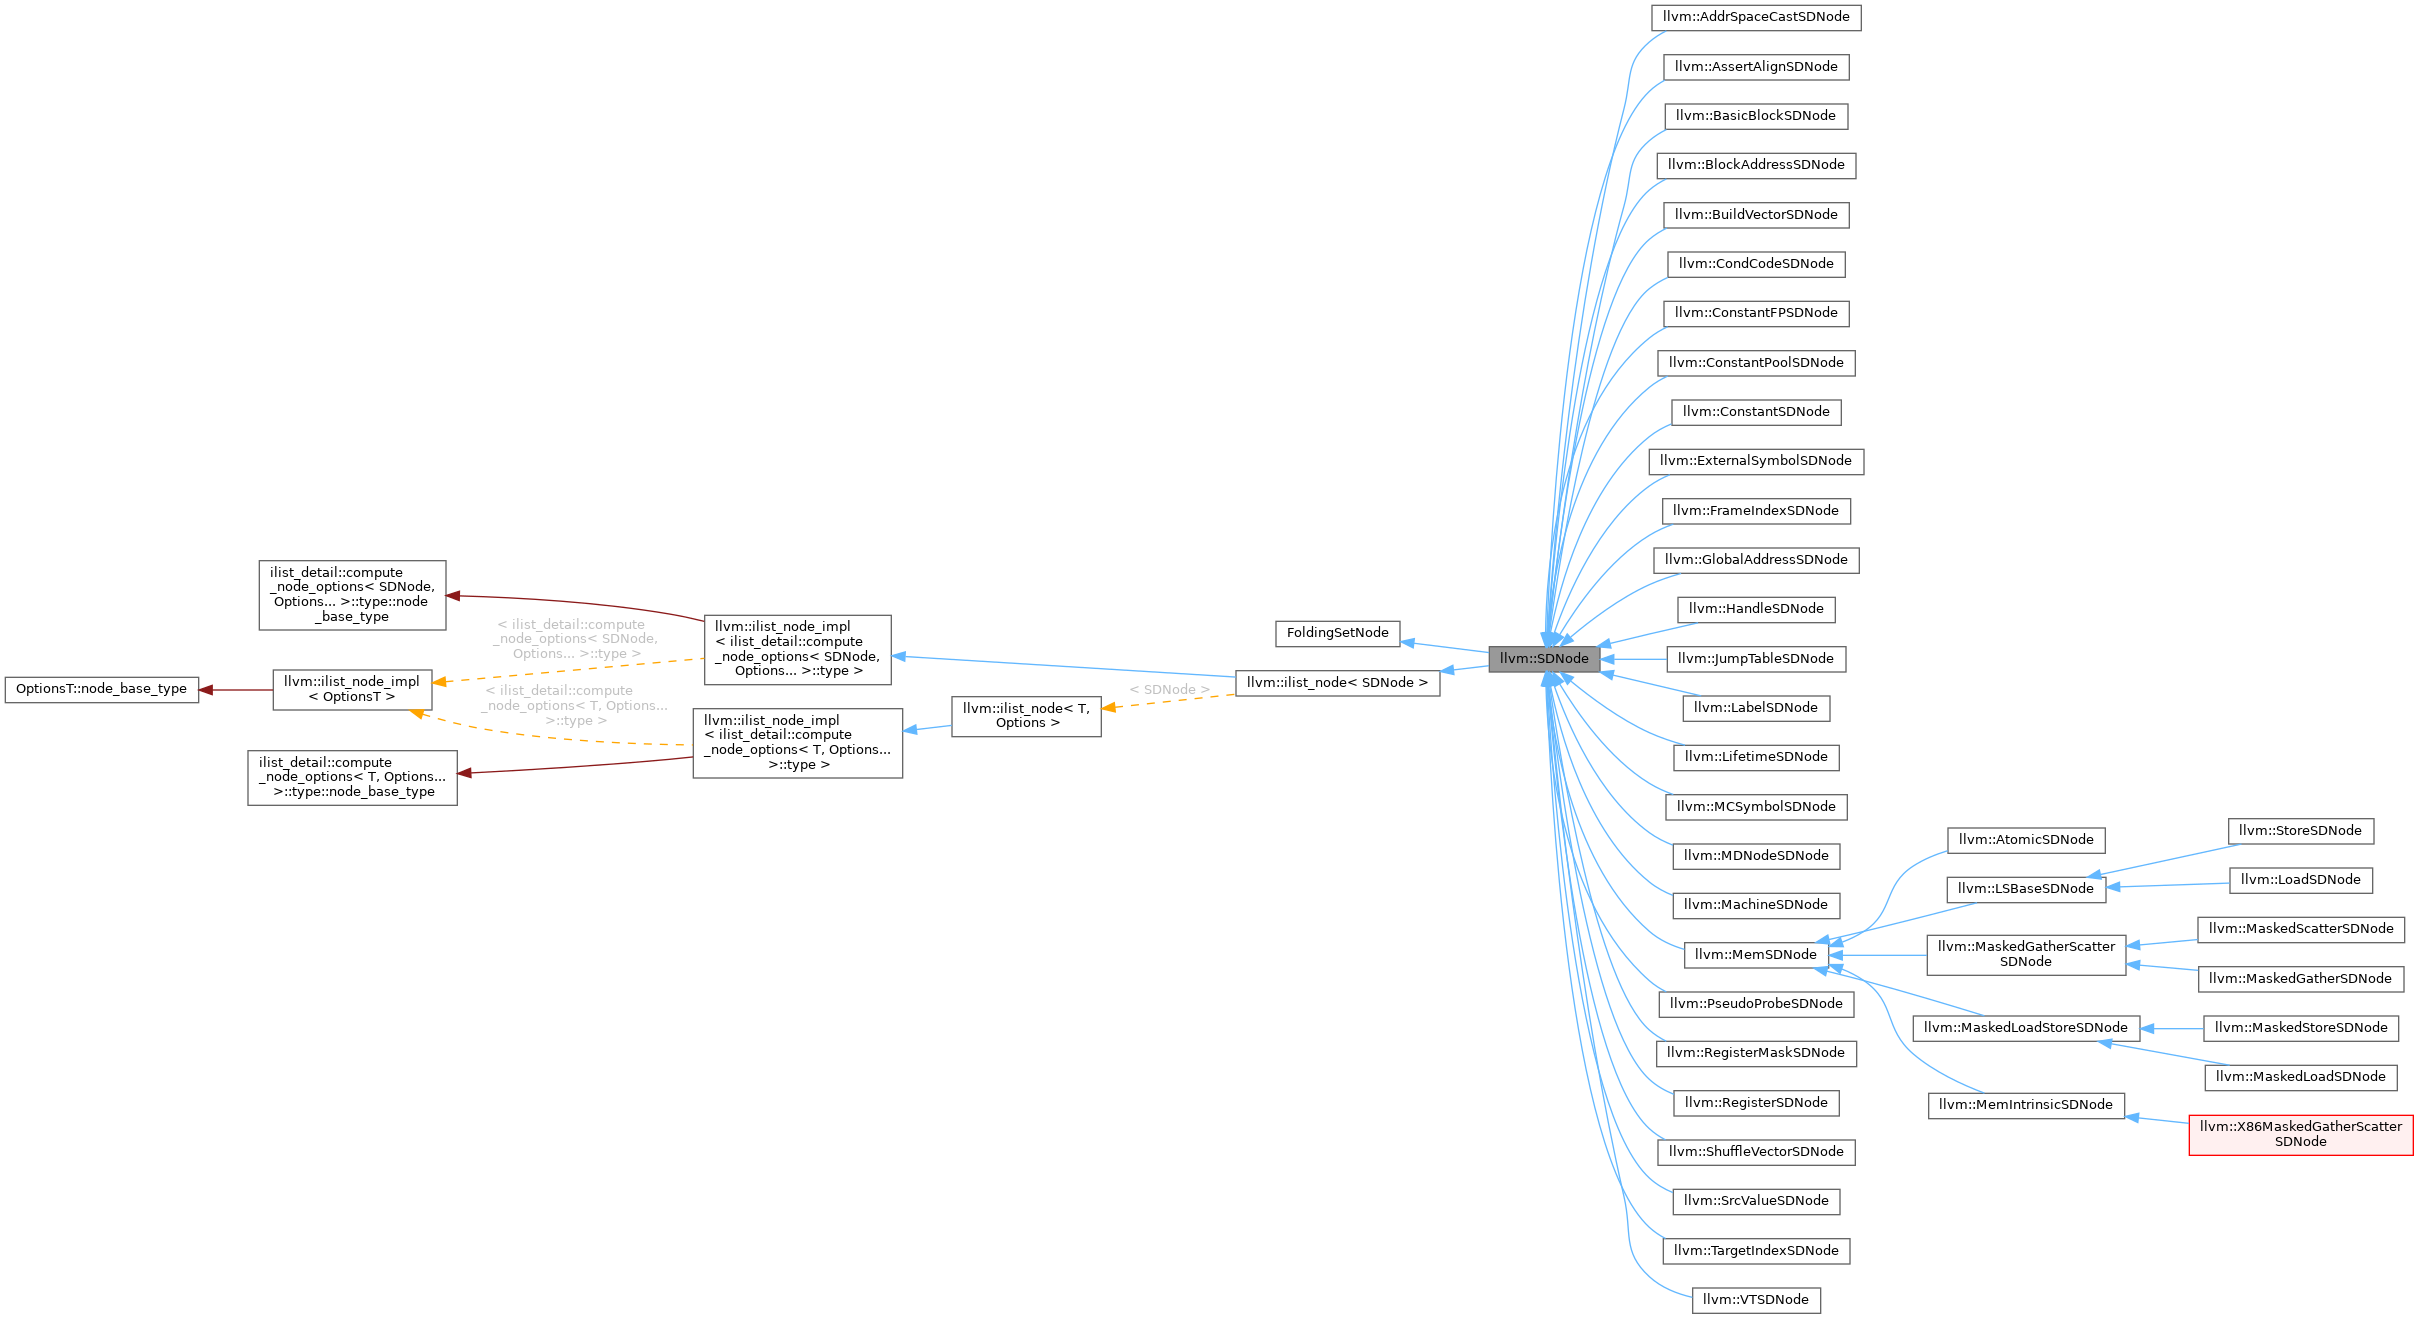 OptionsT::node_base_type
ilist_detail::compute
_node_options< SDNode,
Options... >::type::node
_base_type
llvm::ilist_node_impl
< OptionsT >
ilist_detail::compute
_node_options< T, Options...
>::type::node_base_type
< ilist_detail::compute
_node_options< SDNode,
Options... >::type >
< ilist_detail::compute
_node_options< T, Options...
>::type >
llvm::ilist_node_impl
< ilist_detail::compute
_node_options< SDNode,
Options... >::type >
llvm::ilist_node_impl
< ilist_detail::compute
_node_options< T, Options...
>::type >
llvm::ilist_node< T,
Options >
< SDNode >
FoldingSetNode
llvm::ilist_node< SDNode >
llvm::SDNode
llvm::AddrSpaceCastSDNode
llvm::AssertAlignSDNode
llvm::BasicBlockSDNode
llvm::BlockAddressSDNode
llvm::BuildVectorSDNode
llvm::CondCodeSDNode
llvm::ConstantFPSDNode
llvm::ConstantPoolSDNode
llvm::ConstantSDNode
llvm::ExternalSymbolSDNode
llvm::FrameIndexSDNode
llvm::GlobalAddressSDNode
llvm::HandleSDNode
llvm::JumpTableSDNode
llvm::LabelSDNode
llvm::LifetimeSDNode
llvm::MCSymbolSDNode
llvm::MDNodeSDNode
llvm::MachineSDNode
llvm::MemSDNode
llvm::PseudoProbeSDNode
llvm::RegisterMaskSDNode
llvm::RegisterSDNode
llvm::ShuffleVectorSDNode
llvm::SrcValueSDNode
llvm::TargetIndexSDNode
llvm::VTSDNode
llvm::AtomicSDNode
llvm::LSBaseSDNode
llvm::MaskedGatherScatter
SDNode
llvm::MaskedLoadStoreSDNode
llvm::MemIntrinsicSDNode
llvm::StoreSDNode
llvm::LoadSDNode
llvm::MaskedScatterSDNode
llvm::MaskedGatherSDNode
llvm::MaskedStoreSDNode
llvm::MaskedLoadSDNode
llvm::X86MaskedGatherScatter
SDNode